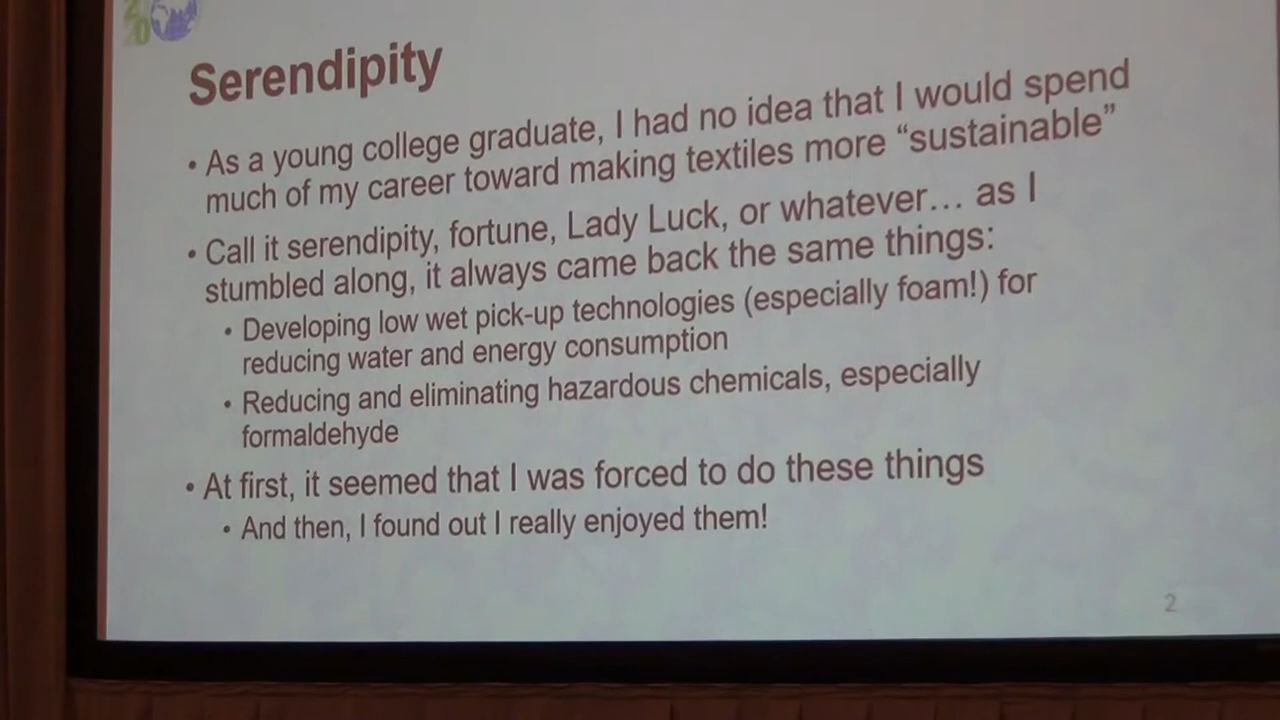 20
Serendipity
• As a young college graduate, I had no idea that I would spend
much of my career toward making textiles more “sustainable”
• Call it serendipity, fortune, Lady Luck, or whatever… as I
stumbled along, it always came back the same things:
• Developing low wet pick-up technologies (especially foam!) for
reducing water and energy consumption
• Reducing and eliminating hazardous chemicals, especially
formaldehyde
• At first, it seemed that I was forced to do these things
• And then, I found out I really enjoyed them!
2